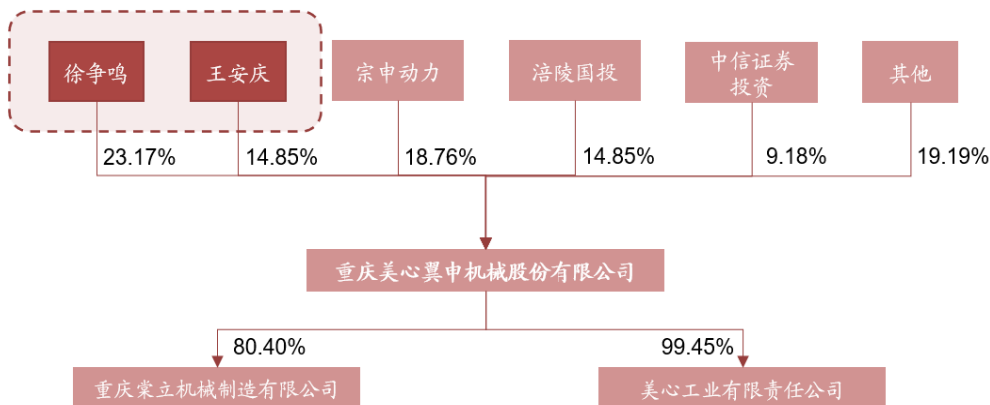 徐争鸣
王安庆
宗申动力
涪陵国投
中信证券
投资
其他
23.17%
14.85%
18.76%
14.85%
9.18%
19.19%
重庆美心翼申机械股份有限公司
80.40%
99.45%
重庆棠立机械制造有限公司
美心工业有限责任公司